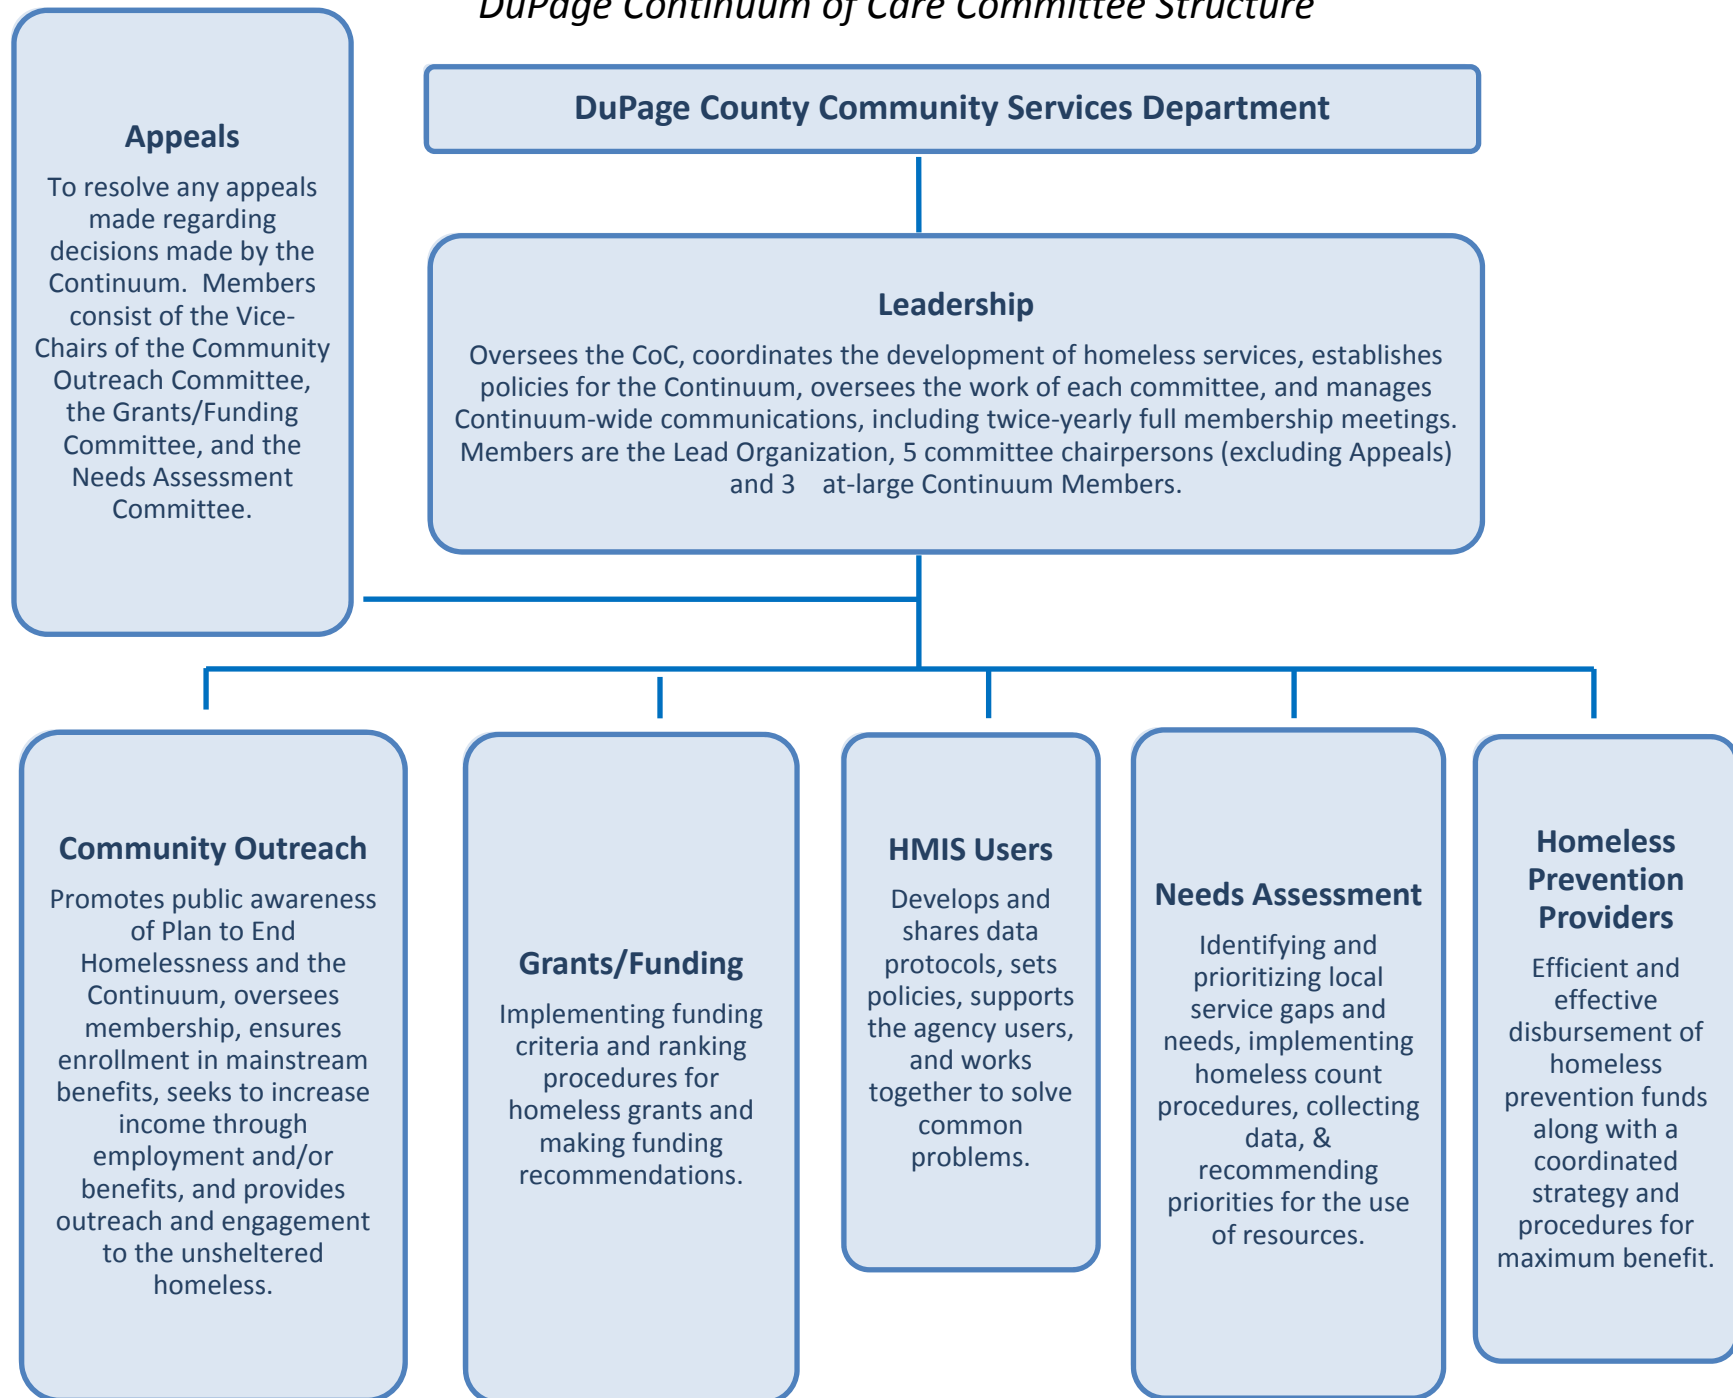 DuPage Continuum of Care Committee Structure
Appeals
To resolve any appeals
made regarding
decisions made by the
Continuum.  Members
consist of the Vice-
Chairs of the Community
Outreach Committee,
the Grants/Funding
Committee, and the
Needs Assessment
Committee.
DuPage County Community Services Department
Leadership
Oversees the CoC, coordinates the development of homeless services, establishes
policies for the Continuum, oversees the work of each committee, and manages
Continuum-wide communications, including twice-yearly full membership meetings.
Members are the Lead Organization, 5 committee chairpersons (excluding Appeals)
and 3    at-large Continuum Members.
Community Outreach
Promotes public awareness
of Plan to End
Homelessness and the
Continuum, oversees
membership, ensures
enrollment in mainstream
benefits, seeks to increase
income through
employment and/or
benefits, and provides
outreach and engagement
to the unsheltered
homeless.
Grants/Funding
Implementing funding
criteria and ranking
procedures for
homeless grants and
making funding
recommendations.
HMIS Users
Develops and
shares data
protocols, sets
policies, supports
the agency users,
and works
together to solve
common
problems.
Needs Assessment
Identifying and
prioritizing local
service gaps and
needs, implementing
homeless count
procedures, collecting
data, &
recommending
priorities for the use
of resources.
Homeless
Prevention
Providers
Efficient and
effective
disbursement of
homeless
prevention funds
along with a
coordinated
strategy and
procedures for
maximum benefit.